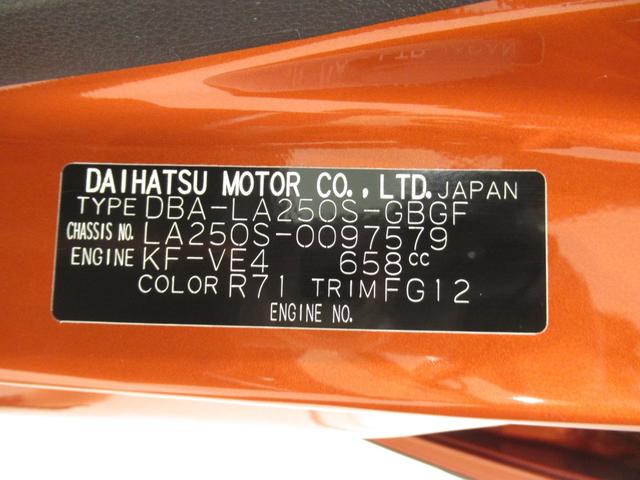 DAIHATSU MOTOR CO., LTD. JAPAN
TYPE DBA-LA250S-GBGF
CHASSIS NO. LA250S-0097579
ENGINE KF-VE4 658cc
COLOR R71 TRIM FG12
ENGINE NO.